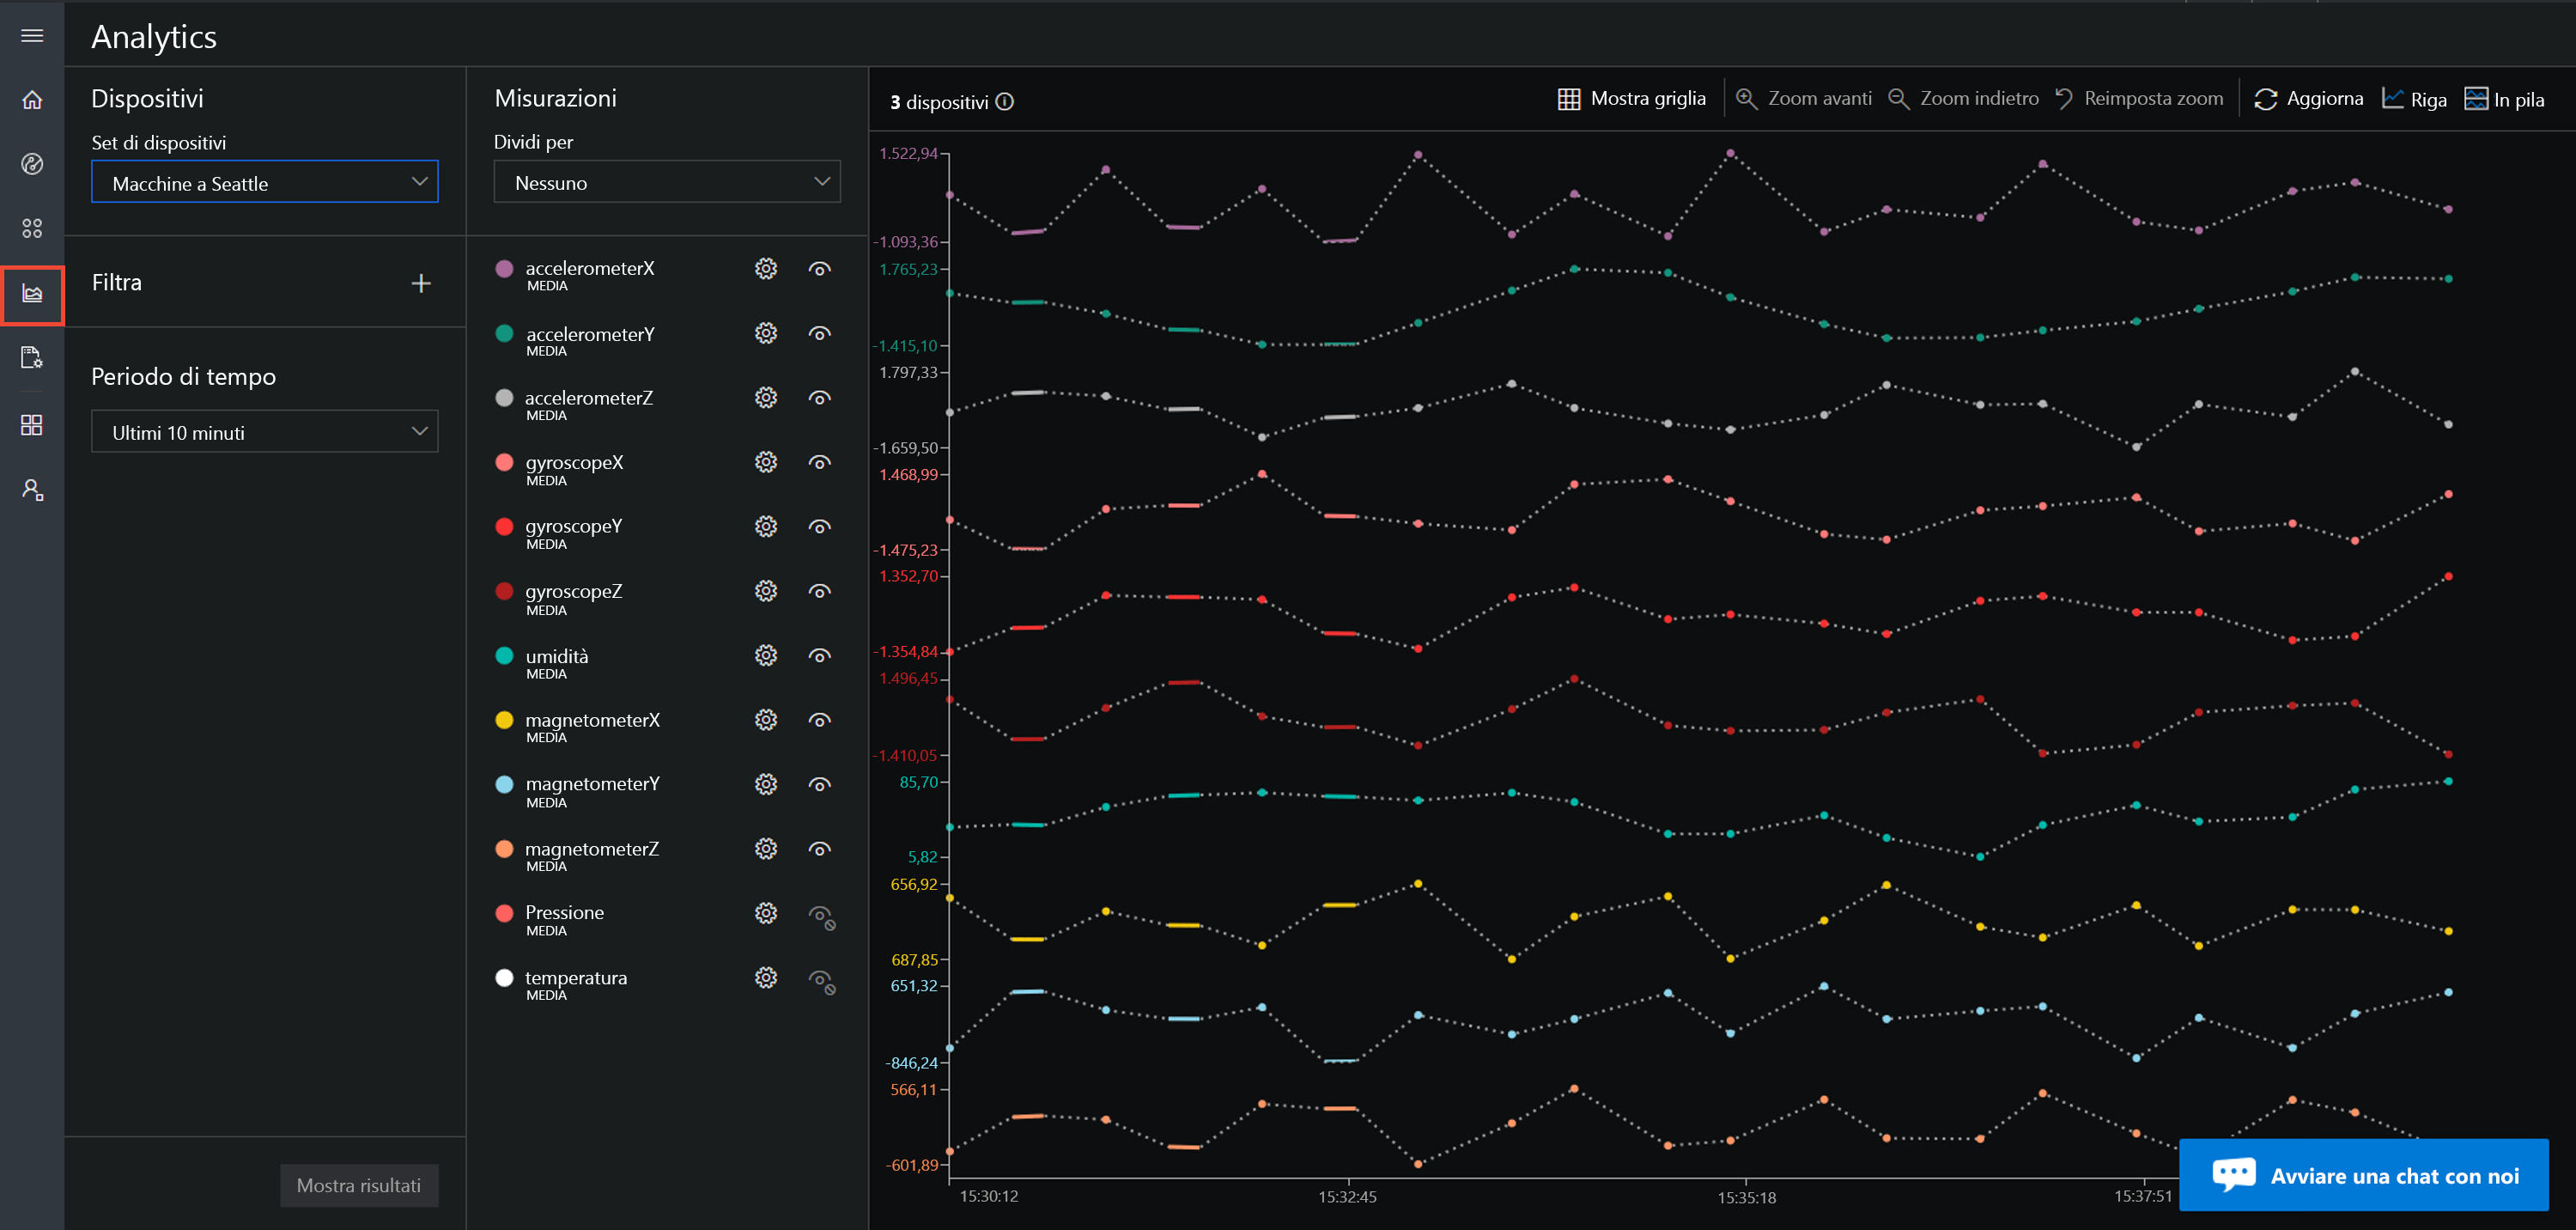 Analytics
Dispositivi
Set di dispositivi
Macchine a Seattle
Filtra
Periodo di tempo
Ultimi 10 minuti
Mostra risultati
Misurazioni
Dividi per
Nessuno
accelerometerX
MEDIA
accelerometerY
MEDIA
accelerometerZ
MEDIA
gyroscopeX
MEDIA
gyroscopeY
MEDIA
gyroscopeZ
MEDIA
umidità
MEDIA
magnetometerX
MEDIA
magnetometerY
MEDIA
magnetometerZ
MEDIA
Pressione
MEDIA
temperatura
MEDIA
3 dispositivi
Mostra griglia
Zoom avanti
Zoom indietro
Reimposta zoom
Aggiorna
Riga
In pila
1.522,94
-1.093,36
1.765,23
-1.415,10
1.797,33
-1.659,50
1.468,99
-1.475,23
1.352,70
-1.354,84
1.496,45
-1.410,05
85,70
5,82
656,92
687,85
651,32
-846,24
566,11
-601,89
15:30:12
15:32:45
15:35:18
15:37:51
Avviare una chat con noi